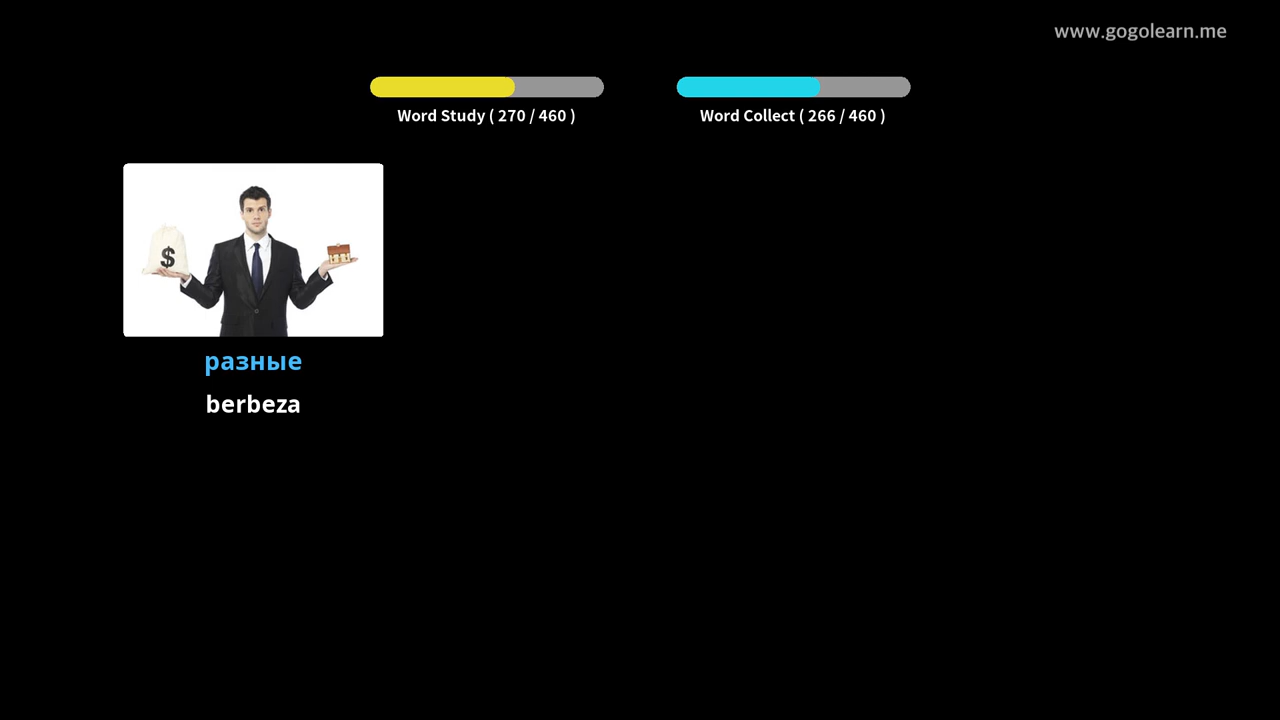 www.gogolearn.me
Word Study ( 270 / 460 )
Word Collect ( 266 / 460 )
$
разные
berbeza